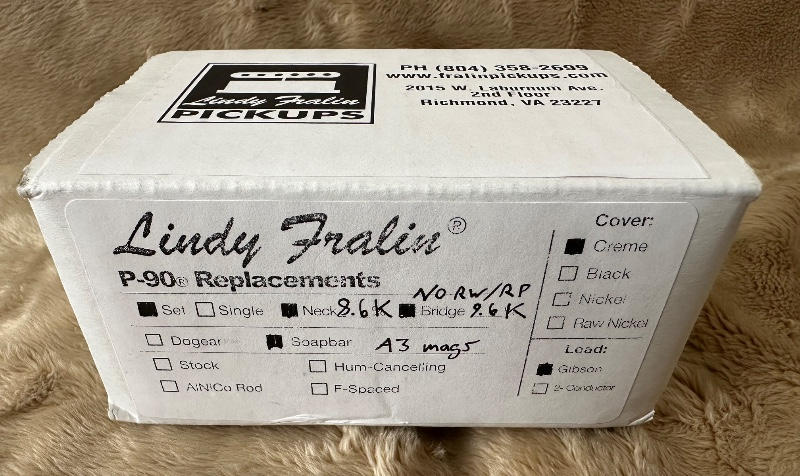 Lindy Fralin
PICKUPS
PH (804) 358-2699
www.fralinpickups.com
2015 W. Laburnum Ave.
2nd Floor
Richmond, VA 23227
Lindy Fralin®
P-90® Replacements
NO RW/RP
Set Single Neck 8.6K Bridge 9.6K
Dogear Soapbar A3 mags
Stock Hum-Cancelling
AlNiCo Rod F-Spaced
Cover:
Creme
Black
Nickel
Raw Nickel
Lead:
Gibson
2-Conductor